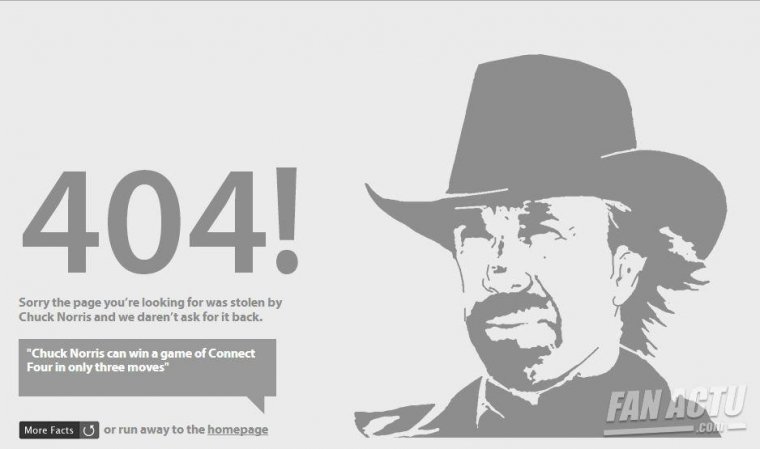 404!
Sorry the page you're looking for was stolen by
Chuck Norris and we daren't ask for it back.
"Chuck Norris can win a game of Connect
Four in only three moves"
More Facts or run away to the homepage
FAN ACTU
.COM